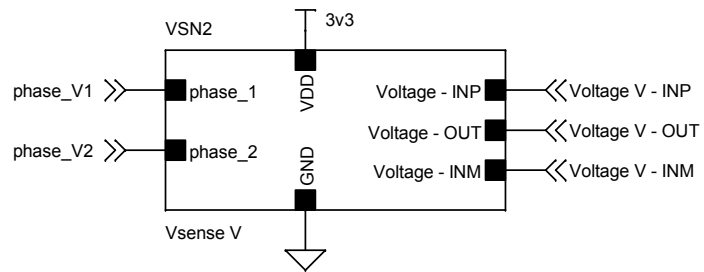 VSN2
3v3
phase_V1
phase_1
VDD
Voltage - INP
Voltage V - INP
Voltage - OUT
Voltage V - OUT
phase_V2
phase_2
GND
Voltage - INM
Voltage V - INM
Vsense V